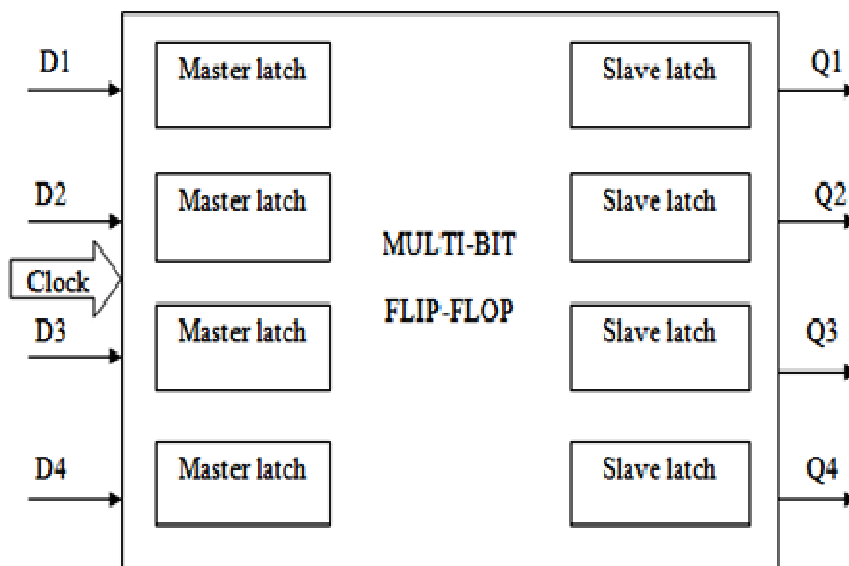 D1
Master latch
Slave latch
Q1
D2
Master latch
Slave latch
Q2
MULTI-BIT
FLIP-FLOP
Clock
D3
Master latch
Slave latch
Q3
D4
Master latch
Slave latch
Q4